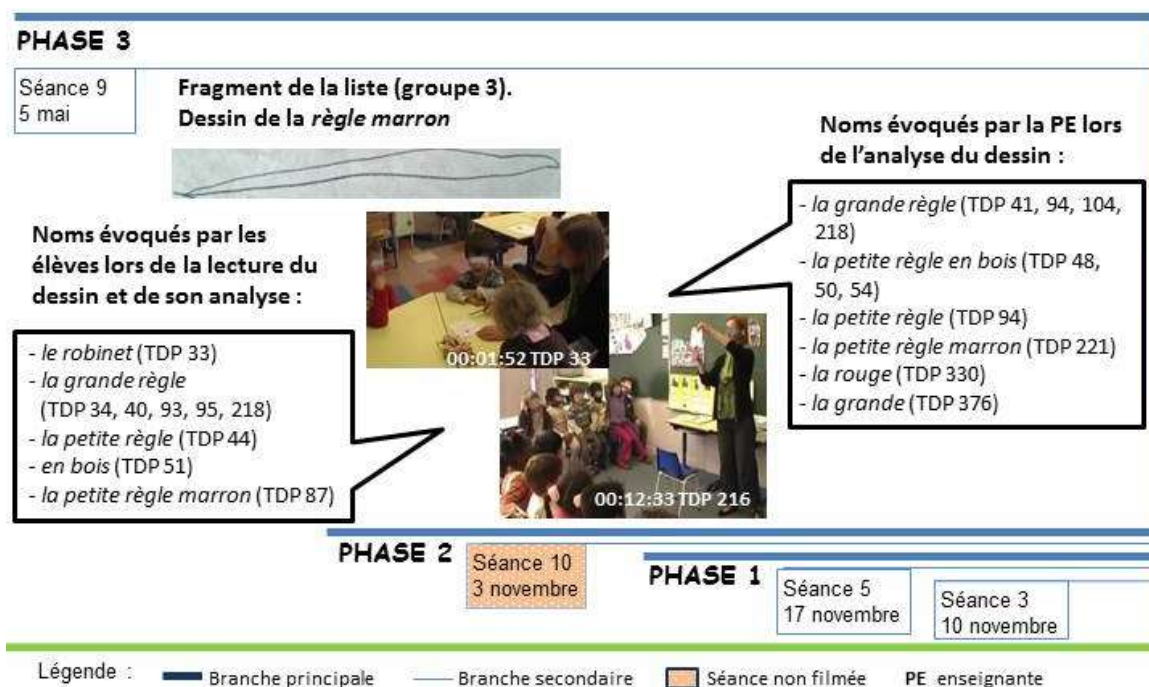 PHASE 3
Séance 9
5 mai
Fragment de la liste (groupe 3).
Dessin de la règle marron
Noms évoqués par la PE lors
de l'analyse du dessin :
- la grande règle (TDP 41, 94, 104,
218)
- la petite règle en bois (TDP 48,
50, 54)
- la petite règle (TDP 94)
- la petite règle marron (TDP 221)
- la rouge (TDP 330)
- la grande (TDP 376)
Noms évoqués par les
élèves lors de la lecture du
dessin et de son analyse :
- le robinet (TDP 33)
- la grande règle
(TDP 34, 40, 93, 95, 218)
- la petite règle (TDP 44)
- en bois (TDP 51)
- la petite règle marron (TDP 87)
00:01:52 TDP 33
00:12:33 TDP 216
PHASE 2
Séance 10
3 novembre
PHASE 1
Séance 5
17 novembre
Séance 3
10 novembre
Légende :
Branche principale
Branche secondaire
Séance non filmée
PE enseignante